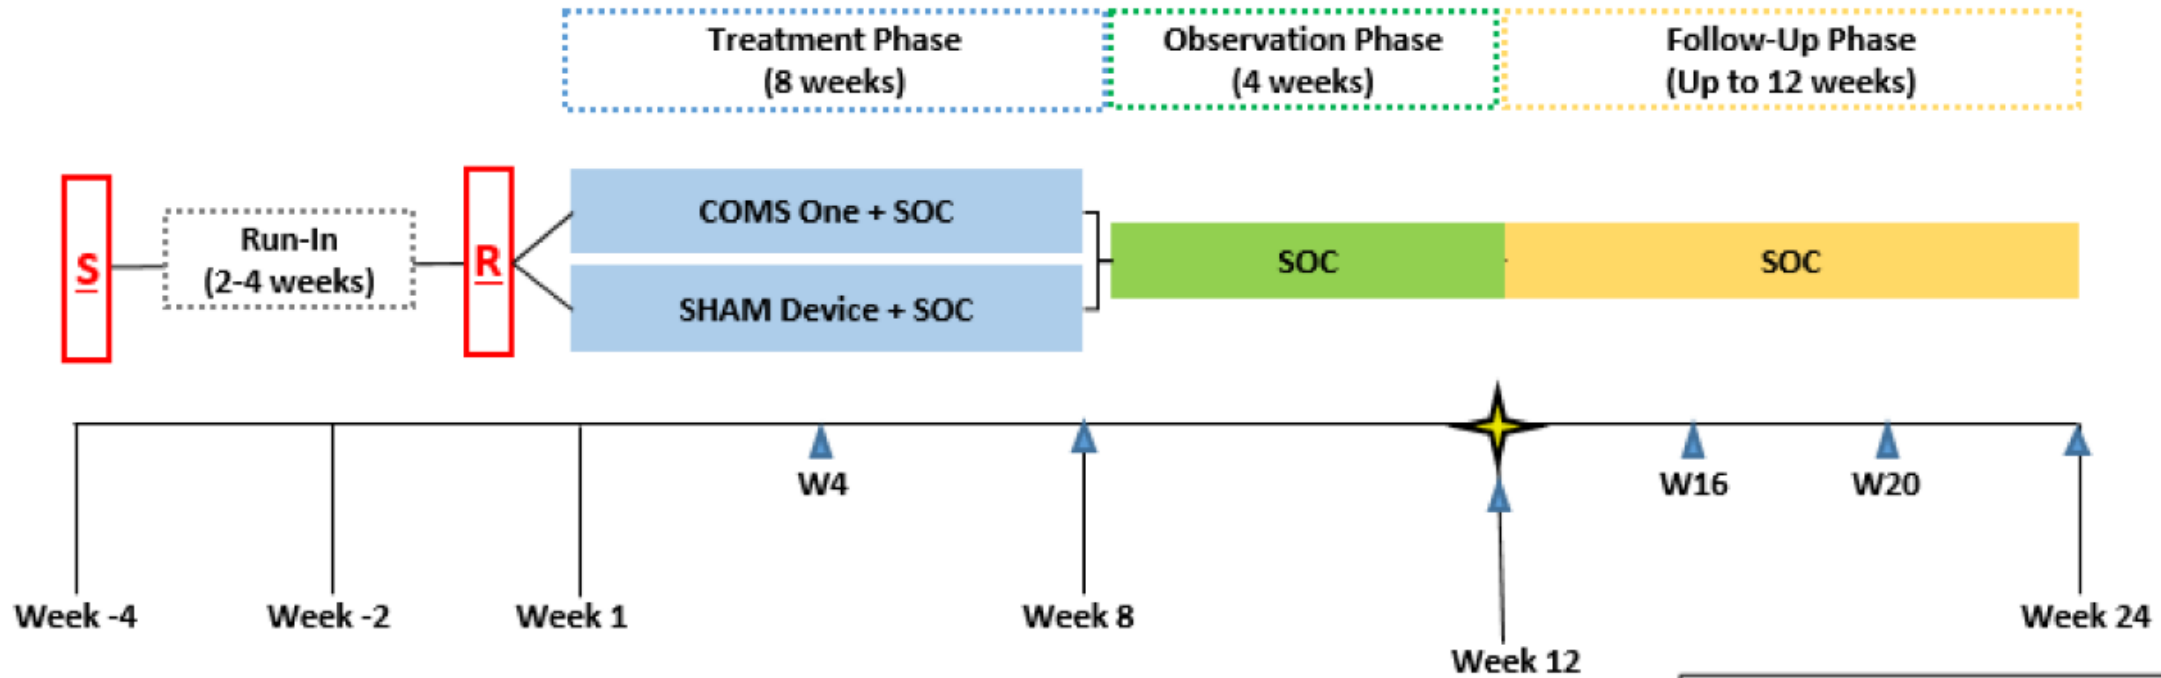 Treatment Phase
(8 weeks)
Observation Phase
(4 weeks)
Follow-Up Phase
(Up to 12 weeks)
S
Run-In
(2-4 weeks)
R
COMS One + SOC
SHAM Device + SOC
SOC
SOC
W4
W16
W20
Week -4
Week -2
Week 1
Week 8
Week 12
Week 24